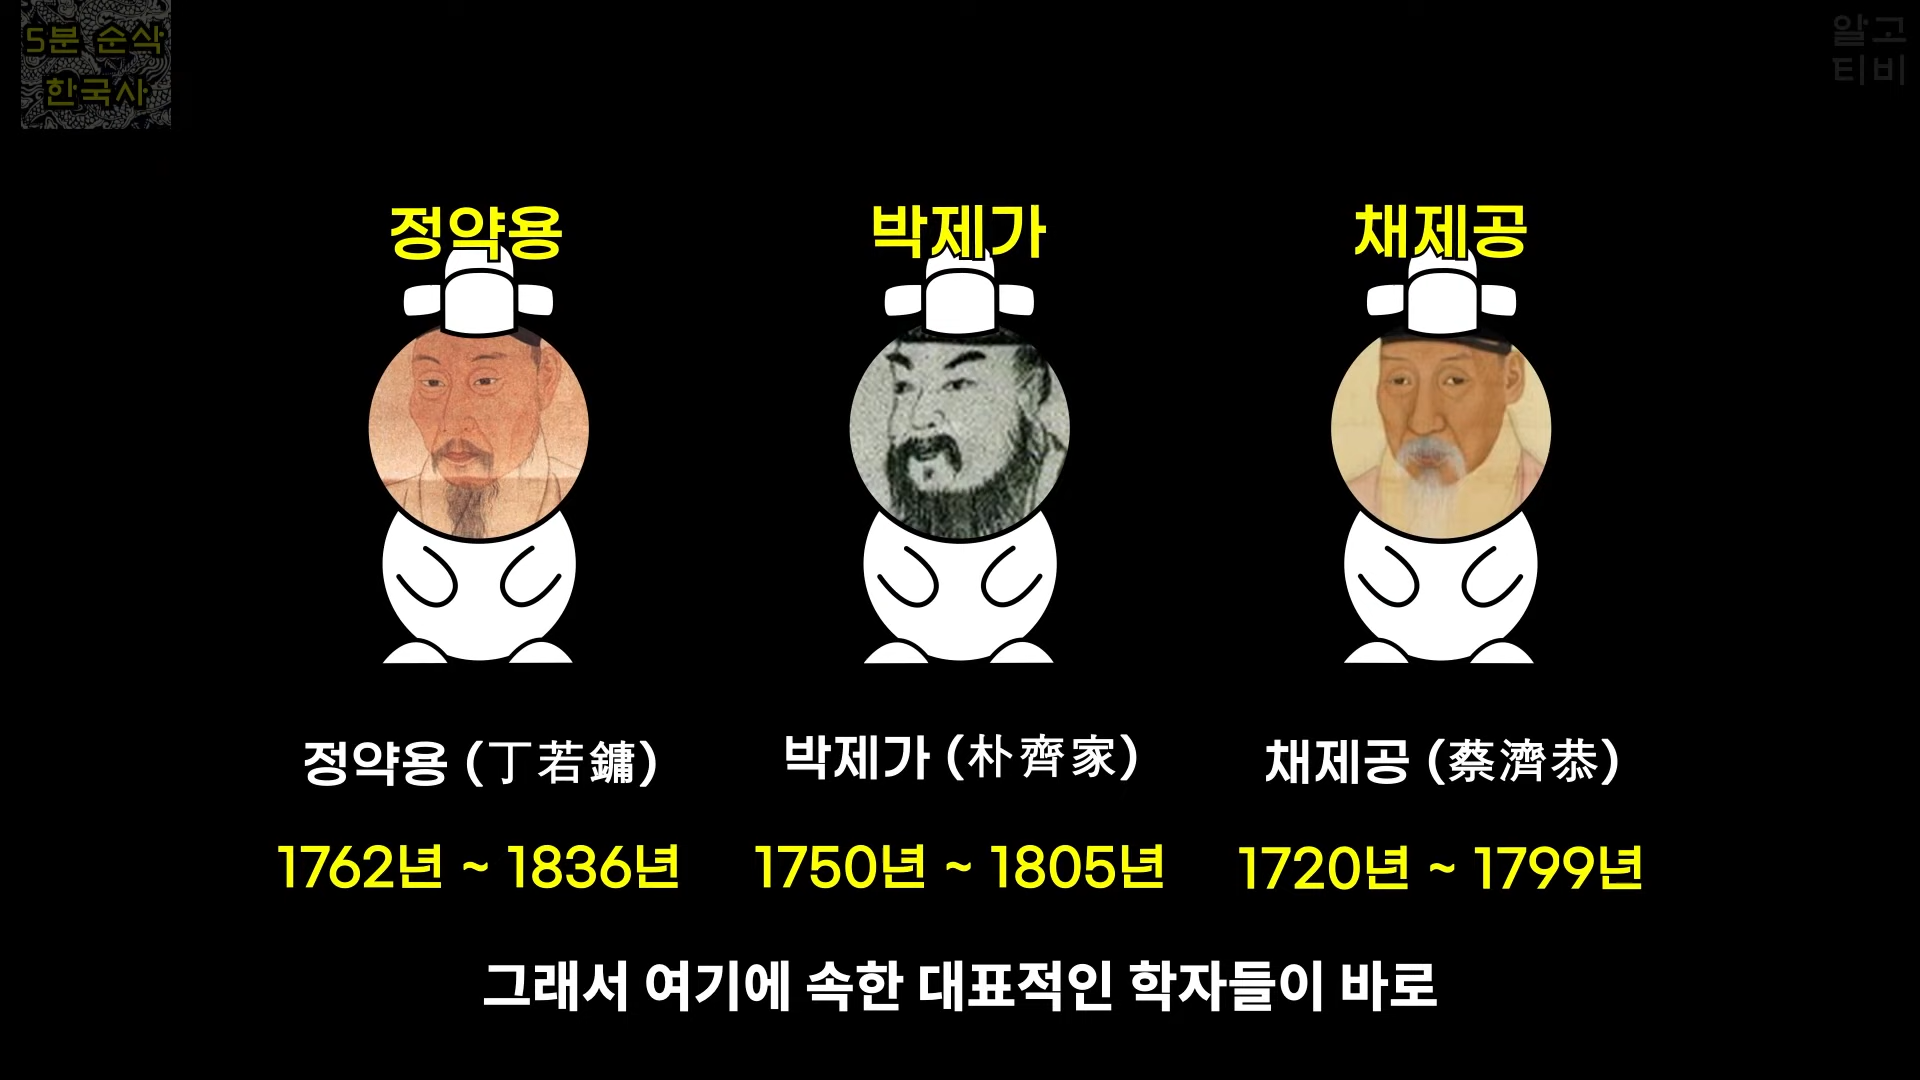 5분 순삭
한국사
알고
티비
정약용
박제가
채제공
정약용 (丁若鏞)
박제가 (朴齊家)
채제공 (蔡濟恭)
1762년 ~ 1836년
1750년 ~ 1805년
1720년 ~ 1799년
그래서 여기에 속한 대표적인 학자들이 바로